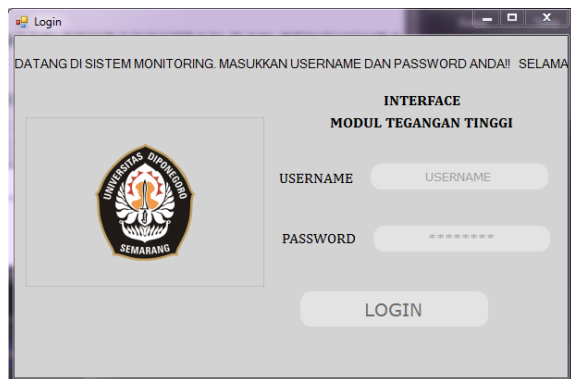 Login
DATANG DI SISTEM MONITORING. MASUKKAN USERNAME DAN PASSWORD ANDA!! SELAMA
INTERFACE
MODUL TEGANGAN TINGGI
UNIVERSITAS DIPONEGORO
SEMARANG
USERNAME
USERNAME
PASSWORD
********
LOGIN